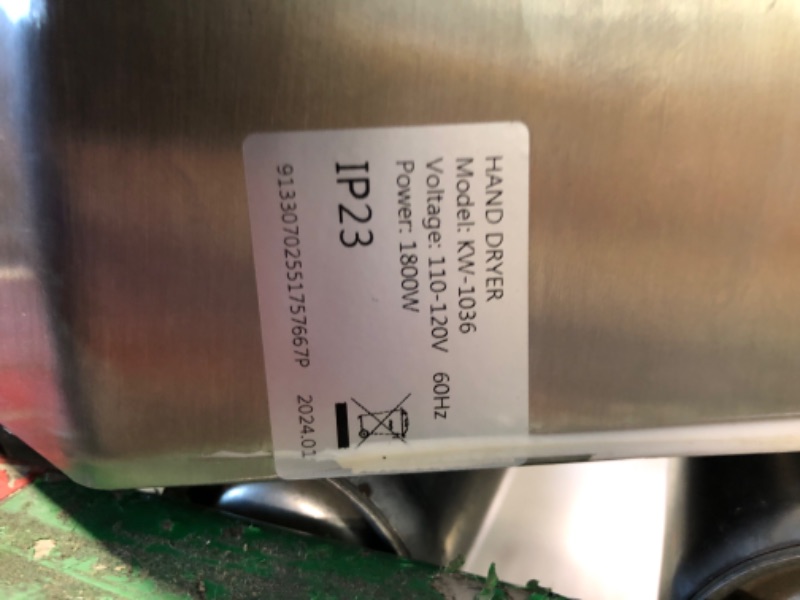 HAND DRYER
Model: KW-1036
Voltage: 110-120V 60Hz
Power: 1800W
IP23
91330702551757667P 2024.01